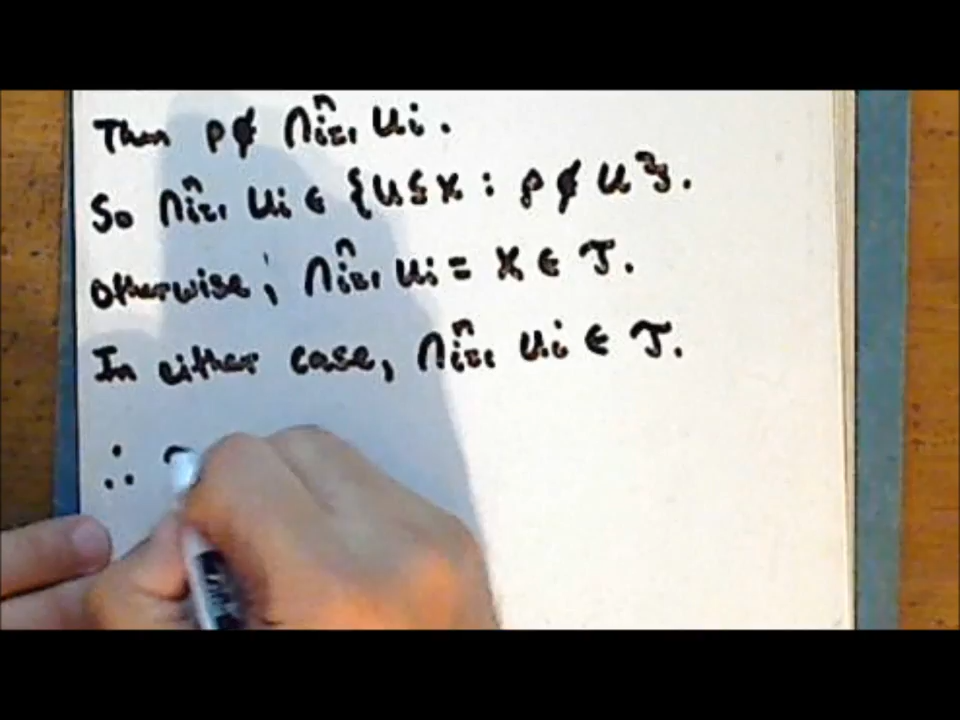 Then p ∉ ∩ⁿᵢ₌₁ Uᵢ.
So ∩ⁿᵢ₌₁ Uᵢ ∈ {U ⊆ X : p ∉ U}.
otherwise, ∩ⁿᵢ₌₁ Uᵢ = X ∈ 𝒯.
In either case, ∩ⁿᵢ₌₁ Uᵢ ∈ 𝒯.
∴